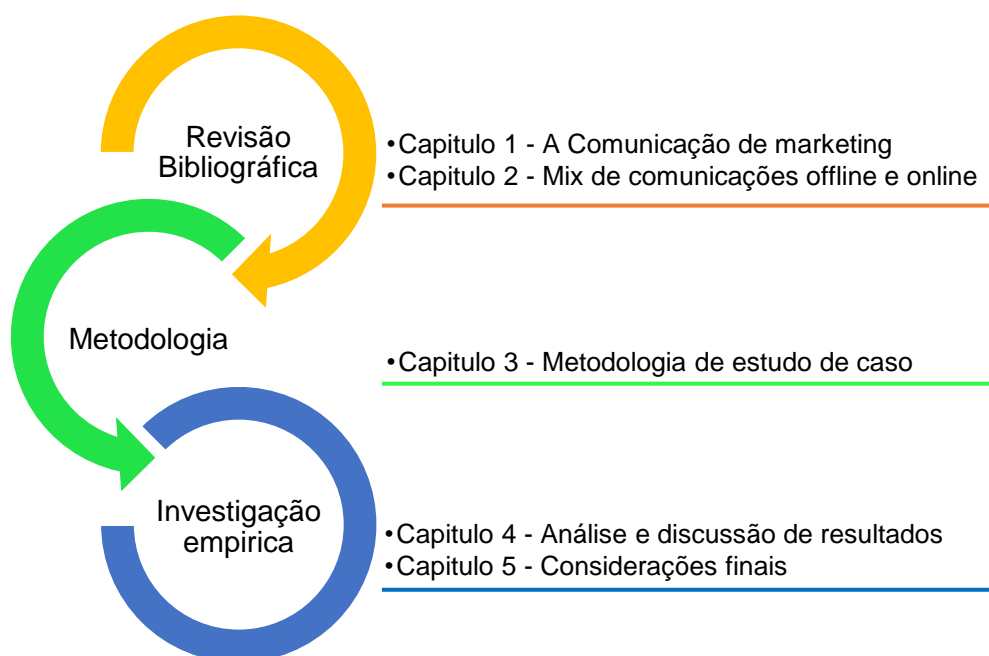 Revisão
Bibliográfica
•Capitulo 1 - A Comunicação de marketing
•Capitulo 2 - Mix de comunicações offline e online
Metodologia
•Capitulo 3 - Metodologia de estudo de caso
Investigação
empirica
•Capitulo 4 - Análise e discussão de resultados
•Capitulo 5 - Considerações finais